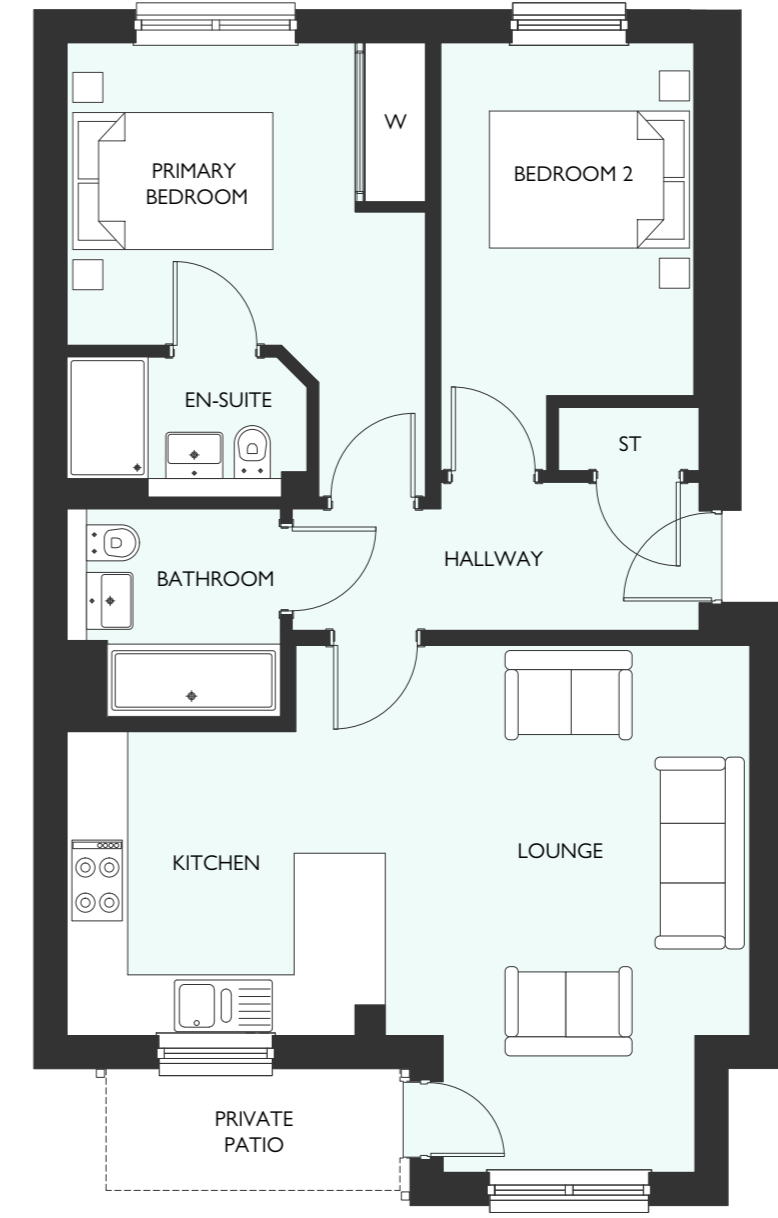 PRIMARY
BEDROOM
W
BEDROOM 2
EN-SUITE
ST
HALLWAY
BATHROOM
KITCHEN
LOUNGE
PRIVATE
PATIO